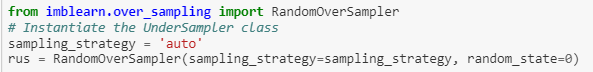 from imblearn.over_sampling import RandomOverSampler
# Instantiate the UnderSampler class
sampling_strategy = 'auto'
rus = RandomOverSampler(sampling_strategy=sampling_strategy, random_state=0)